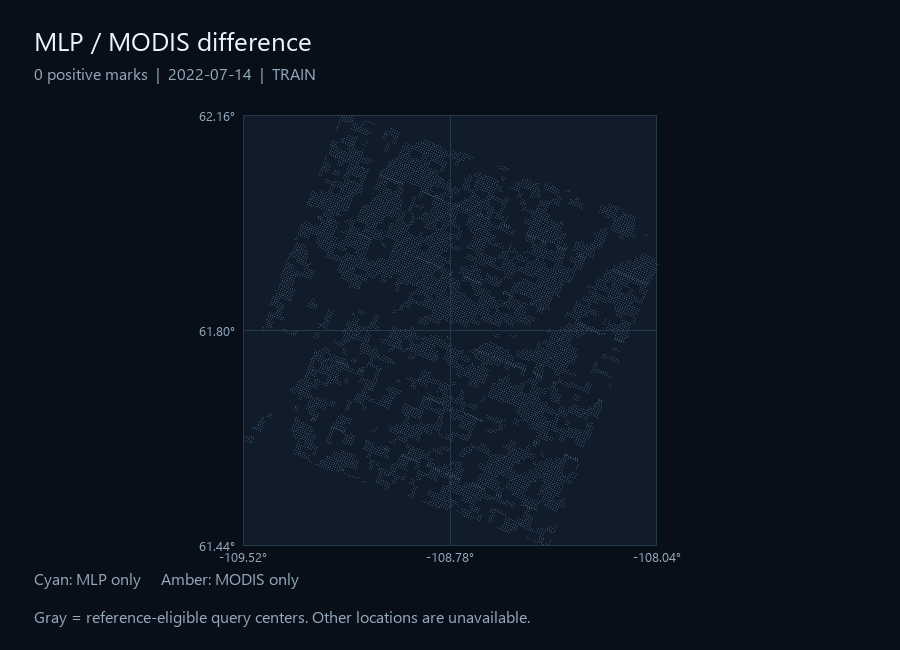 MLP / MODIS difference
0 positive marks | 2022-07-14 | TRAIN
62.16°
61.80°
61.44°
-109.52° -108.78° -108.04°
Cyan: MLP only Amber: MODIS only
Gray = reference-eligible query centers. Other locations are unavailable.